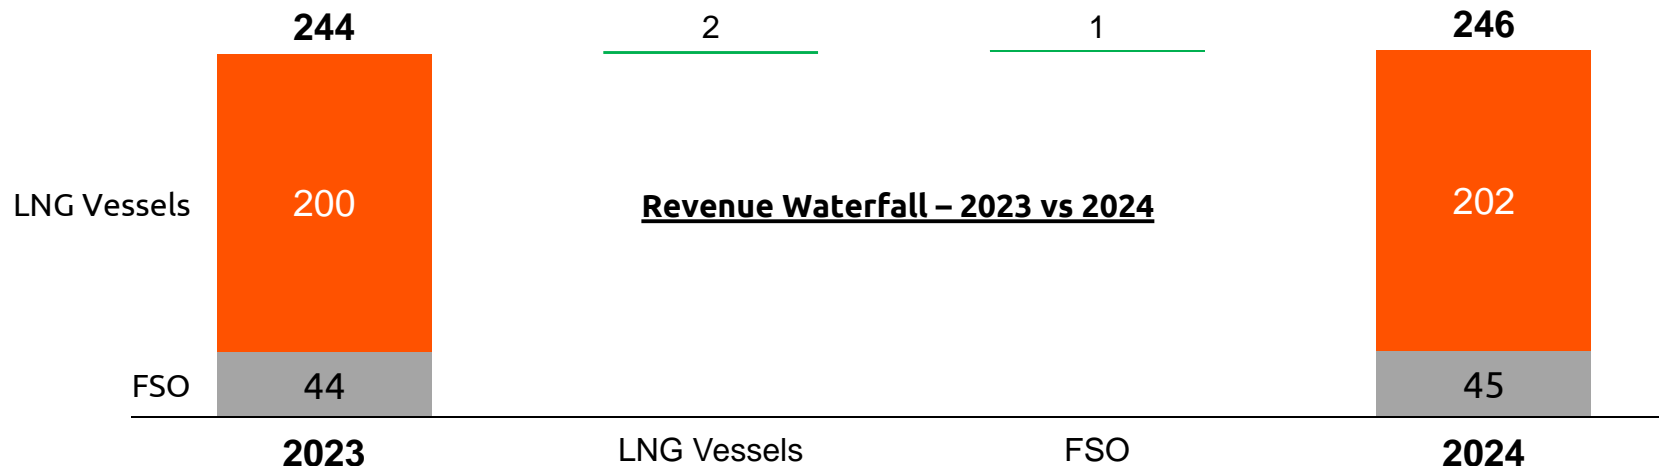 244 2 1 246
LNG Vessels 200 Revenue Waterfall – 2023 vs 2024 202
FSO 44 45
2023 LNG Vessels FSO 2024